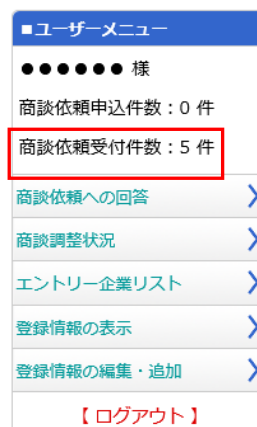 ■ユーザーメニュー
●●●●●● 様
商談依頼申込件数：0 件
商談依頼受付件数：5 件
商談依頼への回答
商談調整状況
エントリー企業リスト
登録情報の表示
登録情報の編集・追加
【 ログアウト 】